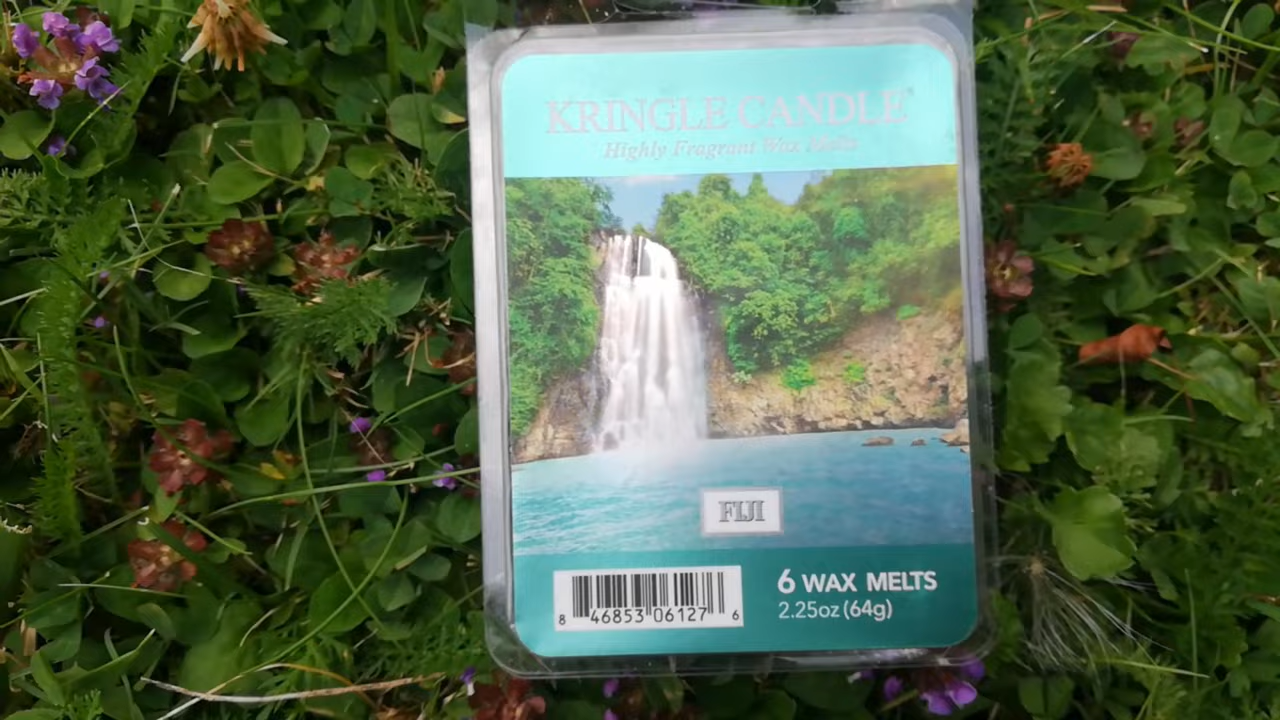 KRINGLE CANDLE
Highly Fragrant Wax Melts
FIJI
8 46853 06127 6
6 WAX MELTS
2.25oz (64g)